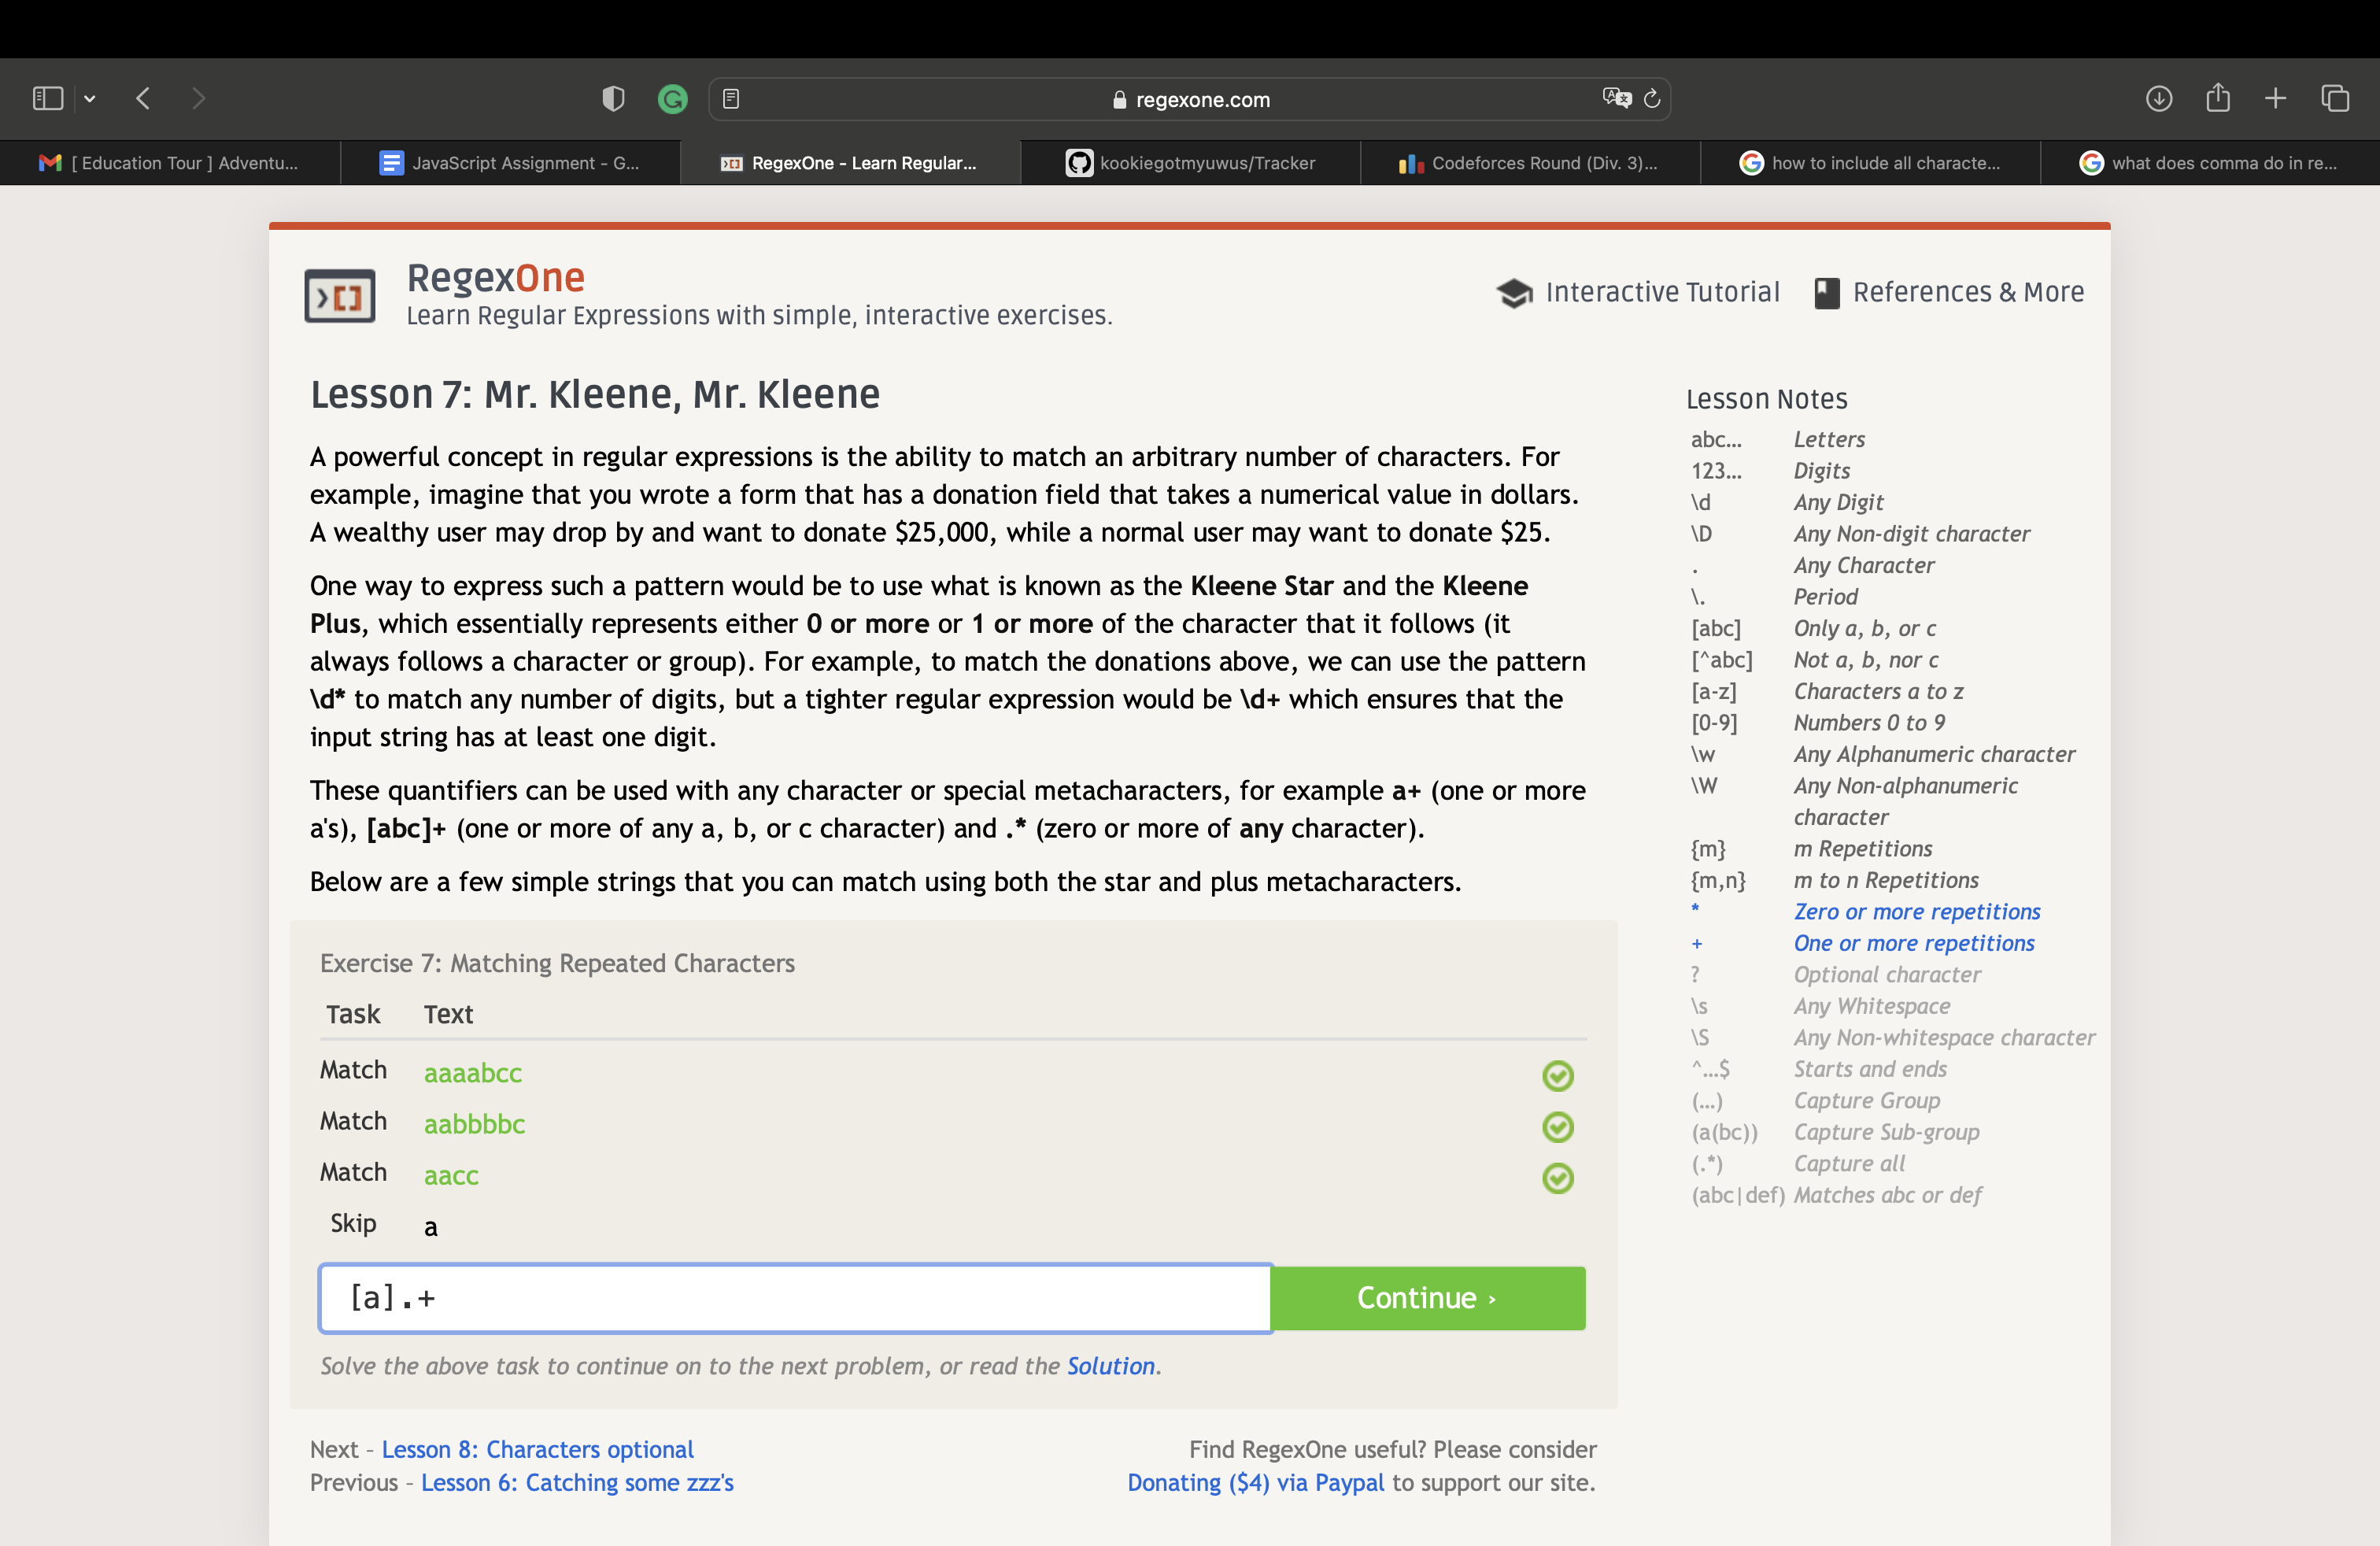 regexone.com
[ Education Tour ] Adventu...
JavaScript Assignment - G...
RegexOne - Learn Regular...
kookiegotmyuwus/Tracker
Codeforces Round (Div. 3)...
how to include all characte...
what does comma do in re...
RegexOne
Learn Regular Expressions with simple, interactive exercises.
Interactive Tutorial
References & More
Lesson 7: Mr. Kleene, Mr. Kleene
A powerful concept in regular expressions is the ability to match an arbitrary number of characters. For
example, imagine that you wrote a form that has a donation field that takes a numerical value in dollars.
A wealthy user may drop by and want to donate $25,000, while a normal user may want to donate $25.
One way to express such a pattern would be to use what is known as the Kleene Star and the Kleene
Plus, which essentially represents either 0 or more or 1 or more of the character that it follows (it
always follows a character or group). For example, to match the donations above, we can use the pattern
\d* to match any number of digits, but a tighter regular expression would be \d+ which ensures that the
input string has at least one digit.
These quantifiers can be used with any character or special metacharacters, for example a+ (one or more
a's), [abc]+ (one or more of any a, b, or c character) and .* (zero or more of any character).
Below are a few simple strings that you can match using both the star and plus metacharacters.
Exercise 7: Matching Repeated Characters
Task Text
Match aaaabcc
Match aabbbbc
Match aacc
Skip a
[a].+
Continue ›
Solve the above task to continue on to the next problem, or read the Solution.
Next – Lesson 8: Characters optional
Previous – Lesson 6: Catching some zzz's
Find RegexOne useful? Please consider
Donating ($4) via Paypal to support our site.
Lesson Notes
abc… Letters
123… Digits
\d Any Digit
\D Any Non-digit character
. Any Character
\. Period
[abc] Only a, b, or c
[^abc] Not a, b, nor c
[a-z] Characters a to z
[0-9] Numbers 0 to 9
\w Any Alphanumeric character
\W Any Non-alphanumeric
character
{m} m Repetitions
{m,n} m to n Repetitions
* Zero or more repetitions
+ One or more repetitions
? Optional character
\s Any Whitespace
\S Any Non-whitespace character
^…$ Starts and ends
(…) Capture Group
(a(bc)) Capture Sub-group
(.*) Capture all
(abc|def) Matches abc or def